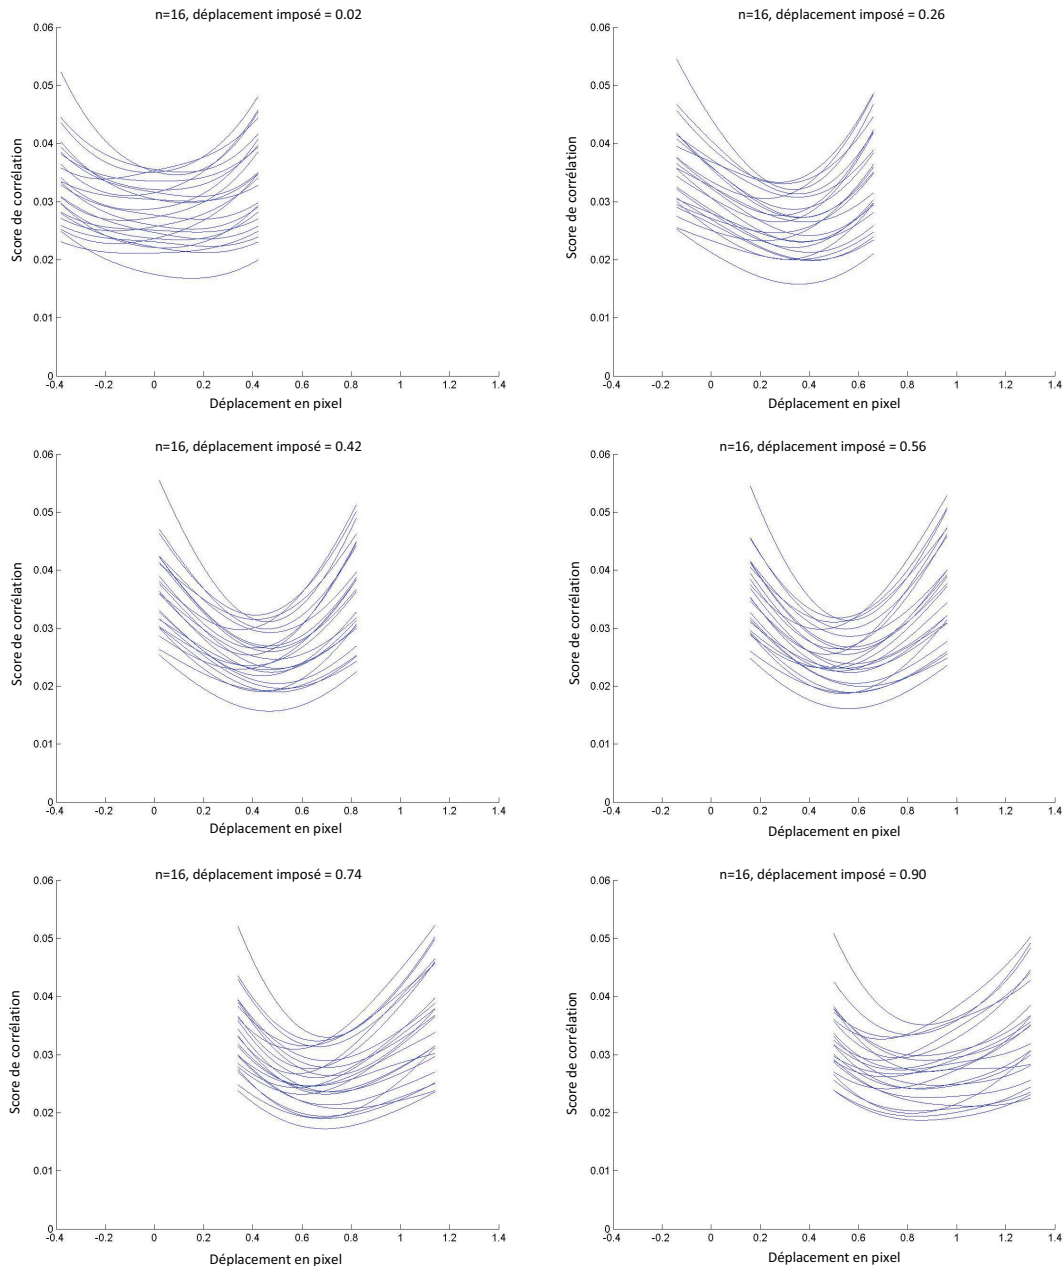 n=16, déplacement imposé = 0.02
0.06
0.05
0.04
0.03
0.02
0.01
0
Score de corrélation
-0.4 -0.2 0 0.2 0.4 0.6 0.8 1 1.2 1.4
Déplacement en pixel
n=16, déplacement imposé = 0.26
0.06
0.05
0.04
0.03
0.02
0.01
0
Score de corrélation
-0.4 -0.2 0 0.2 0.4 0.6 0.8 1 1.2 1.4
Déplacement en pixel
n=16, déplacement imposé = 0.42
0.06
0.05
0.04
0.03
0.02
0.01
0
Score de corrélation
-0.4 -0.2 0 0.2 0.4 0.6 0.8 1 1.2 1.4
Déplacement en pixel
n=16, déplacement imposé = 0.56
0.06
0.05
0.04
0.03
0.02
0.01
0
Score de corrélation
-0.4 -0.2 0 0.2 0.4 0.6 0.8 1 1.2 1.4
Déplacement en pixel
n=16, déplacement imposé = 0.74
0.06
0.05
0.04
0.03
0.02
0.01
0
Score de corrélation
-0.4 -0.2 0 0.2 0.4 0.6 0.8 1 1.2 1.4
Déplacement en pixel
n=16, déplacement imposé = 0.90
0.06
0.05
0.04
0.03
0.02
0.01
0
Score de corrélation
-0.4 -0.2 0 0.2 0.4 0.6 0.8 1 1.2 1.4
Déplacement en pixel